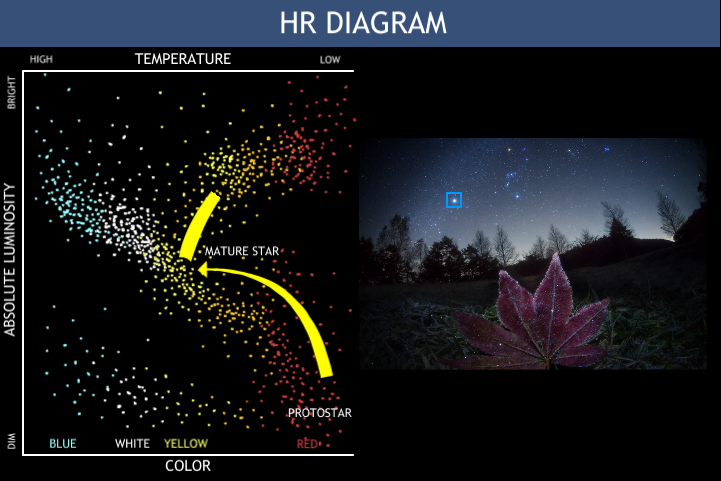 HR DIAGRAM
HIGH
TEMPERATURE
LOW
BRIGHT
ABSOLUTE LUMINOSITY
MATURE STAR
PROTOSTAR
DIM
BLUE
WHITE
YELLOW
RED
COLOR